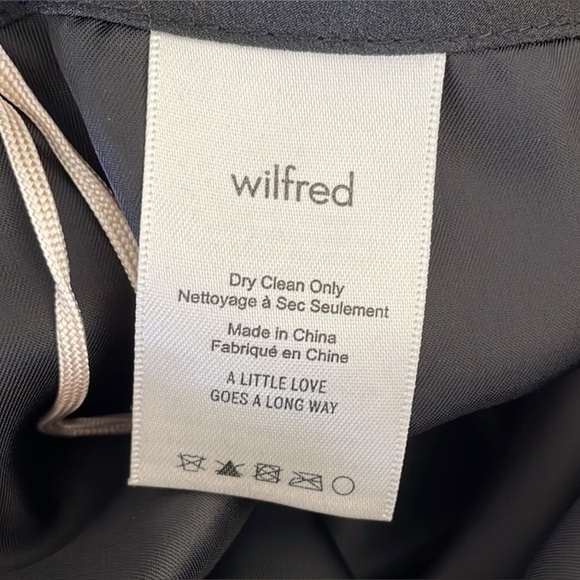 wilfred
Dry Clean Only
Nettoyage à Sec Seulement
Made in China
Fabriqué en Chine
A LITTLE LOVE
GOES A LONG WAY